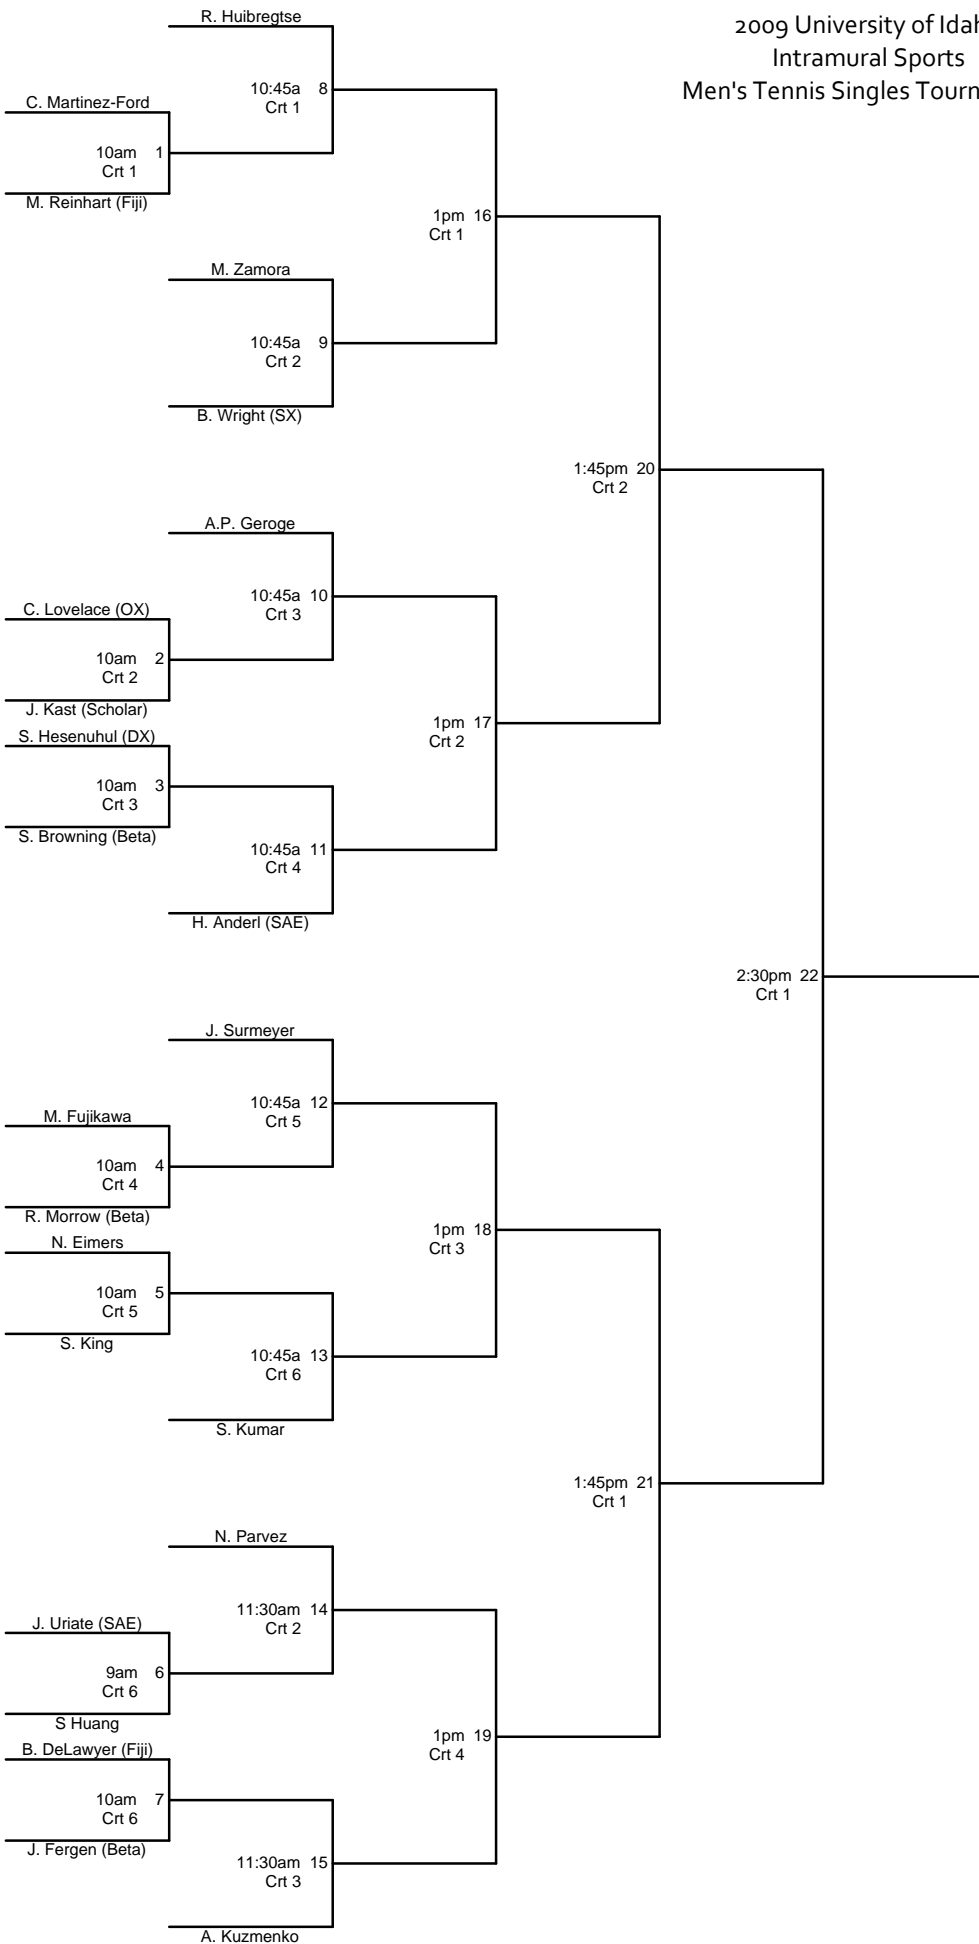 R. Huibregtse
2009 University of Idah
Intramural Sports
Men's Tennis Singles Tourn
10:45a 8
Crt 1
C. Martinez-Ford
10am 1
Crt 1
M. Reinhart (Fiji)
1pm 16
Crt 1
M. Zamora
10:45a 9
Crt 2
B. Wright (SX)
1:45pm 20
Crt 2
A.P. Geroge
10:45a 10
Crt 3
C. Lovelace (OX)
10am 2
Crt 2
J. Kast (Scholar)
1pm 17
Crt 2
S. Hesenuhul (DX)
10am 3
Crt 3
S. Browning (Beta)
10:45a 11
Crt 4
H. Anderl (SAE)
2:30pm 22
Crt 1
J. Surmeyer
10:45a 12
Crt 5
M. Fujikawa
10am 4
Crt 4
R. Morrow (Beta)
1pm 18
Crt 3
N. Eimers
10am 5
Crt 5
S. King
10:45a 13
Crt 6
S. Kumar
1:45pm 21
Crt 1
N. Parvez
11:30am 14
Crt 2
J. Uriate (SAE)
9am 6
Crt 6
S Huang
1pm 19
Crt 4
B. DeLawyer (Fiji)
10am 7
Crt 6
J. Fergen (Beta)
11:30am 15
Crt 3
A. Kuzmenko